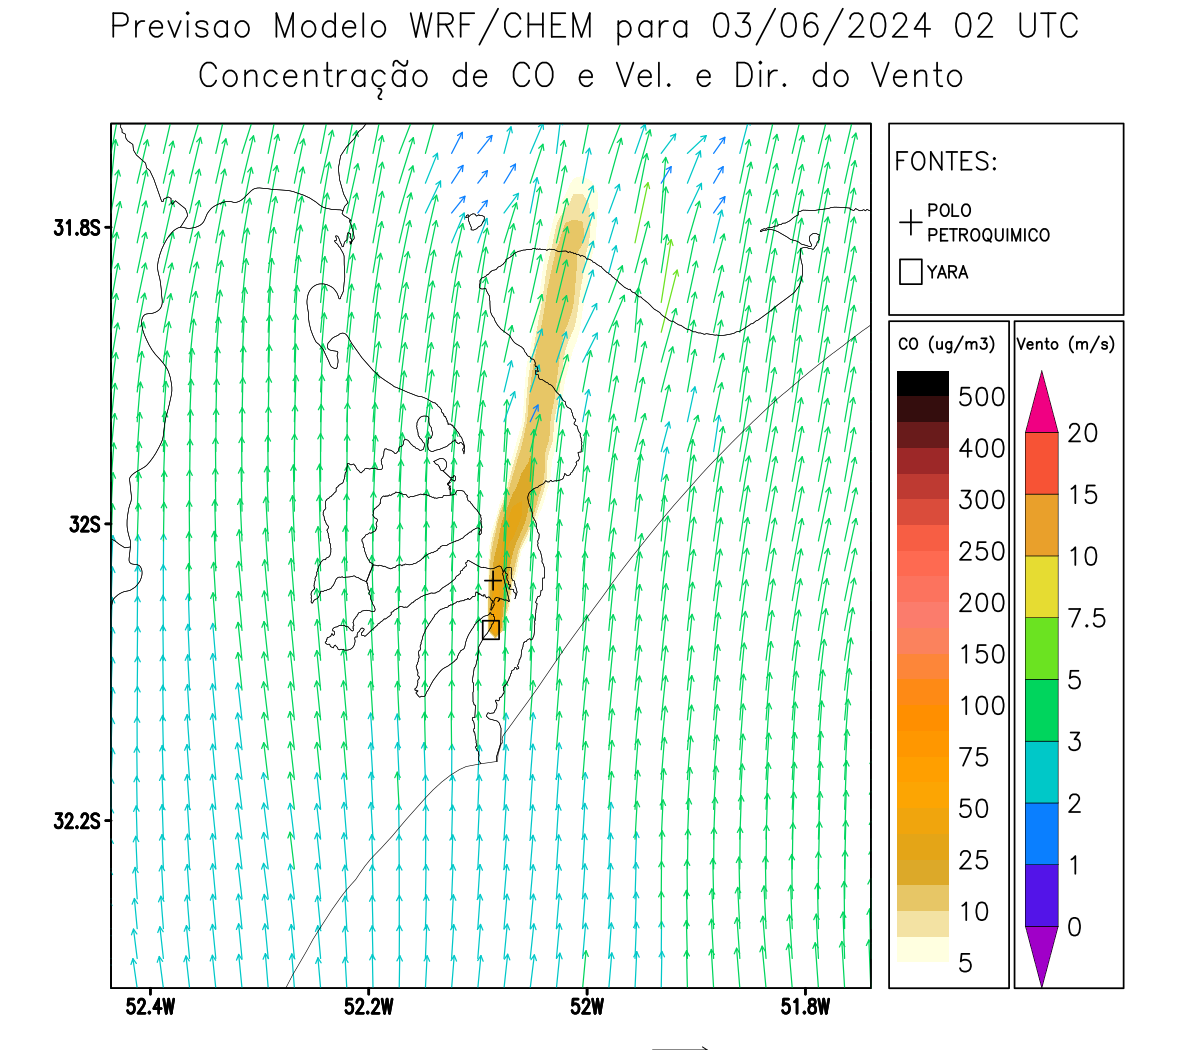 Previsao Modelo WRF/CHEM para 03/06/2024 02 UTC
Concentração de CO e Vel. e Dir. do Vento
FONTES:
POLO
PETROQUIMICO
YARA
CO (ug/m3)
500
400
300
250
200
150
100
75
50
25
10
5
Vento (m/s)
20
15
10
7.5
5
3
2
1
0
31.8S
32S
32.2S
52.4W
52.2W
52W
51.8W